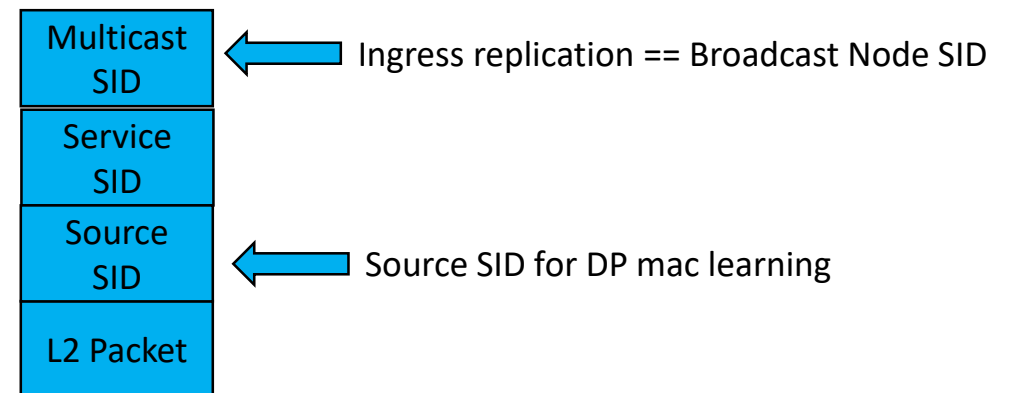 Multicast
SID
Ingress replication == Broadcast Node SID
Service
SID
Source
SID
Source SID for DP mac learning
L2 Packet